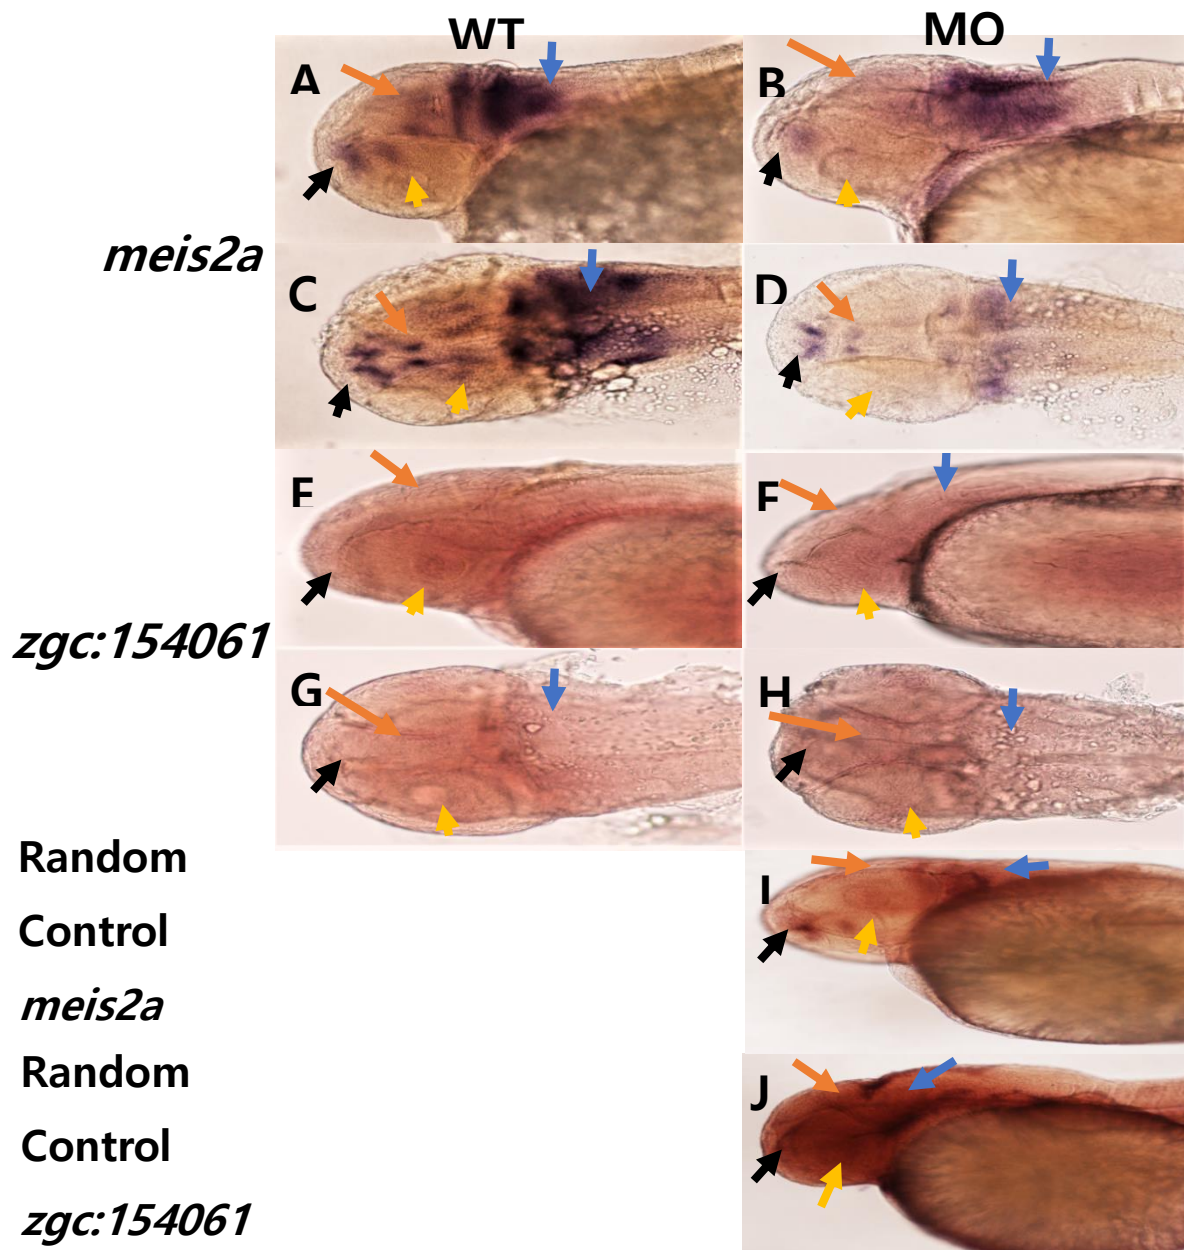 WT MO
A B
meis2a
C D
E F
zgc:154061
G H
Random
Control
I
meis2a
Random
J
Control
zgc:154061